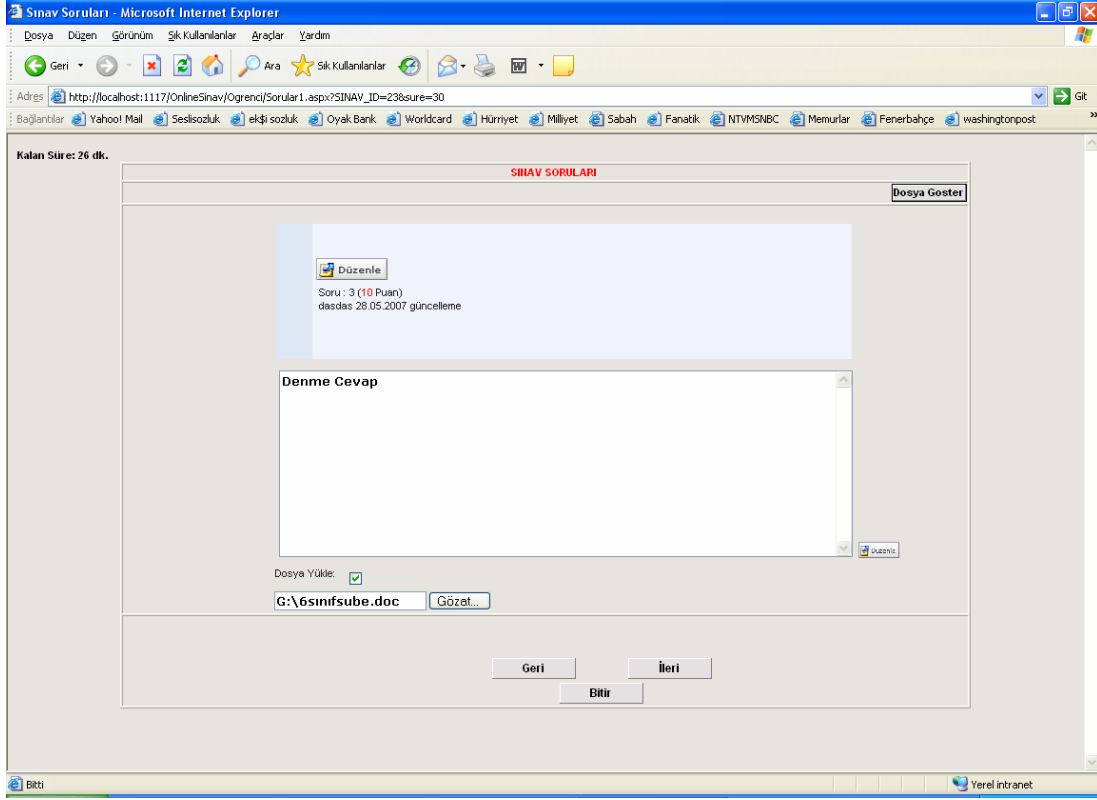 Sınav Soruları - Microsoft Internet Explorer
Dosya Düzen Görünüm Sık Kullanılanlar Araçlar Yardım
Geri Ara Sık Kullanılanlar
Adres http://localhost:1117/OnlineSinav/Ogrenci/Sorular1.aspx?SINAV_ID=23&sure=30 Git
Bağlantılar Yahoo! Mail Seslisozluk ek$i sozluk Oyak Bank Worldcard Hürriyet Milliyet Sabah Fanatik NTVMSNBC Memurlar Fenerbahçe washingtonpost »
Kalan Süre: 26 dk.
SINAV SORULARI
Dosya Goster
Düzenle
Soru : 3 (10 Puan)
dasdas 28.05.2007 güncelleme
Denme Cevap
Düzenle
Dosya Yükle:
G:\6sınıfsube.doc Gözat...
Geri İleri
Bitir
Bitti Yerel intranet